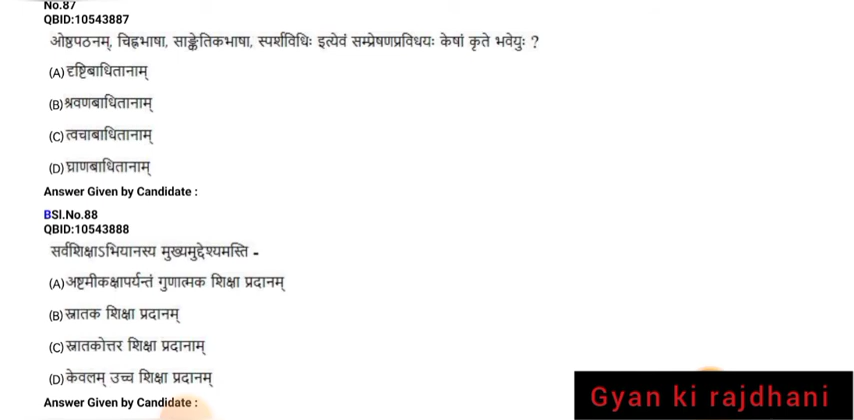 No.87
QBID:10543887
ओष्ठपठनम्, चिह्नभाषा, साङ्केतिकभाषा, स्पर्शविधिः इत्येवं सम्प्रेषणप्रविधयः केषां कृते भवेयुः ?
(A) दृष्टिबाधितानाम्
(B) श्रवणबाधितानाम्
(C) त्वचाबाधितानाम्
(D) घ्राणबाधितानाम्
Answer Given by Candidate :
BSl.No.88
QBID:10543888
सर्वशिक्षाऽभियानस्य मुख्यमुद्देश्यमस्ति -
(A) अष्टमीकक्षापर्यन्तं गुणात्मक शिक्षा प्रदानम्
(B) स्नातक शिक्षा प्रदानम्
(C) स्नातकोत्तर शिक्षा प्रदानाम्
(D) केवलम् उच्च शिक्षा प्रदानम्
Answer Given by Candidate :
Gyan ki rajdhani